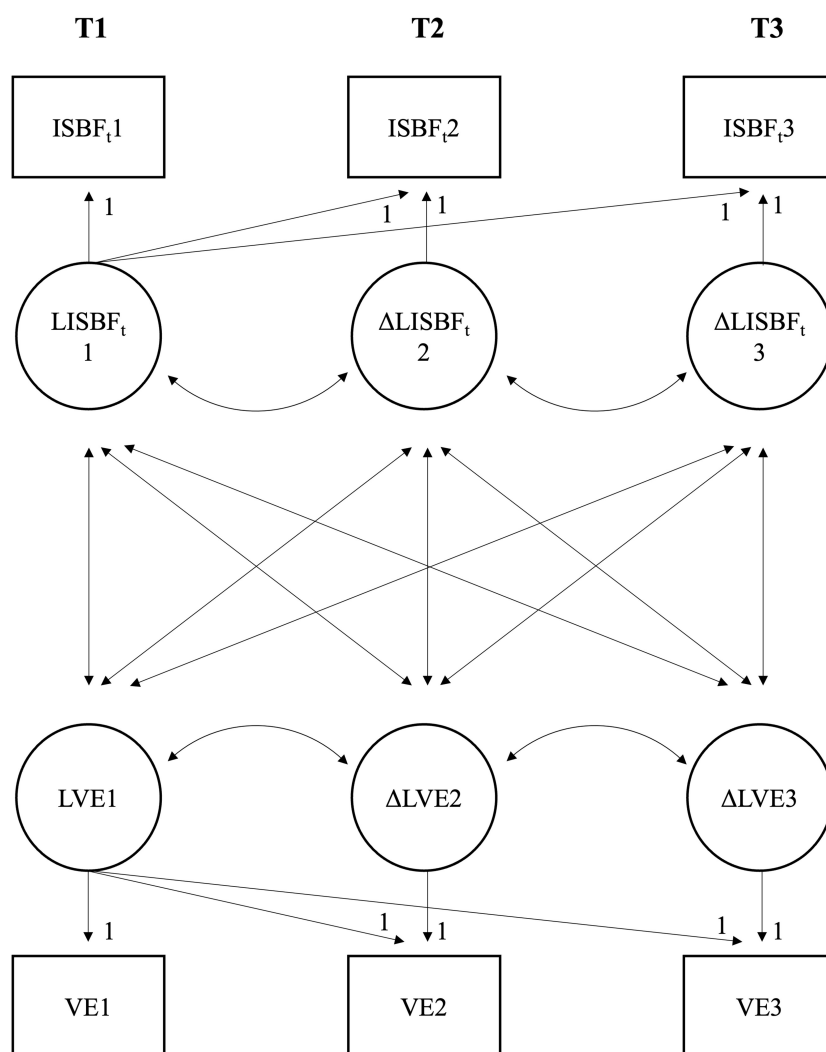 T1 T2 T3
ISBFt1 ISBFt2 ISBFt3
1 1 1 1 1
LISBFt ΔLISBFt ΔLISBFt
1 2 3
LVE1 ΔLVE2 ΔLVE3
1 1 1 1 1
VE1 VE2 VE3